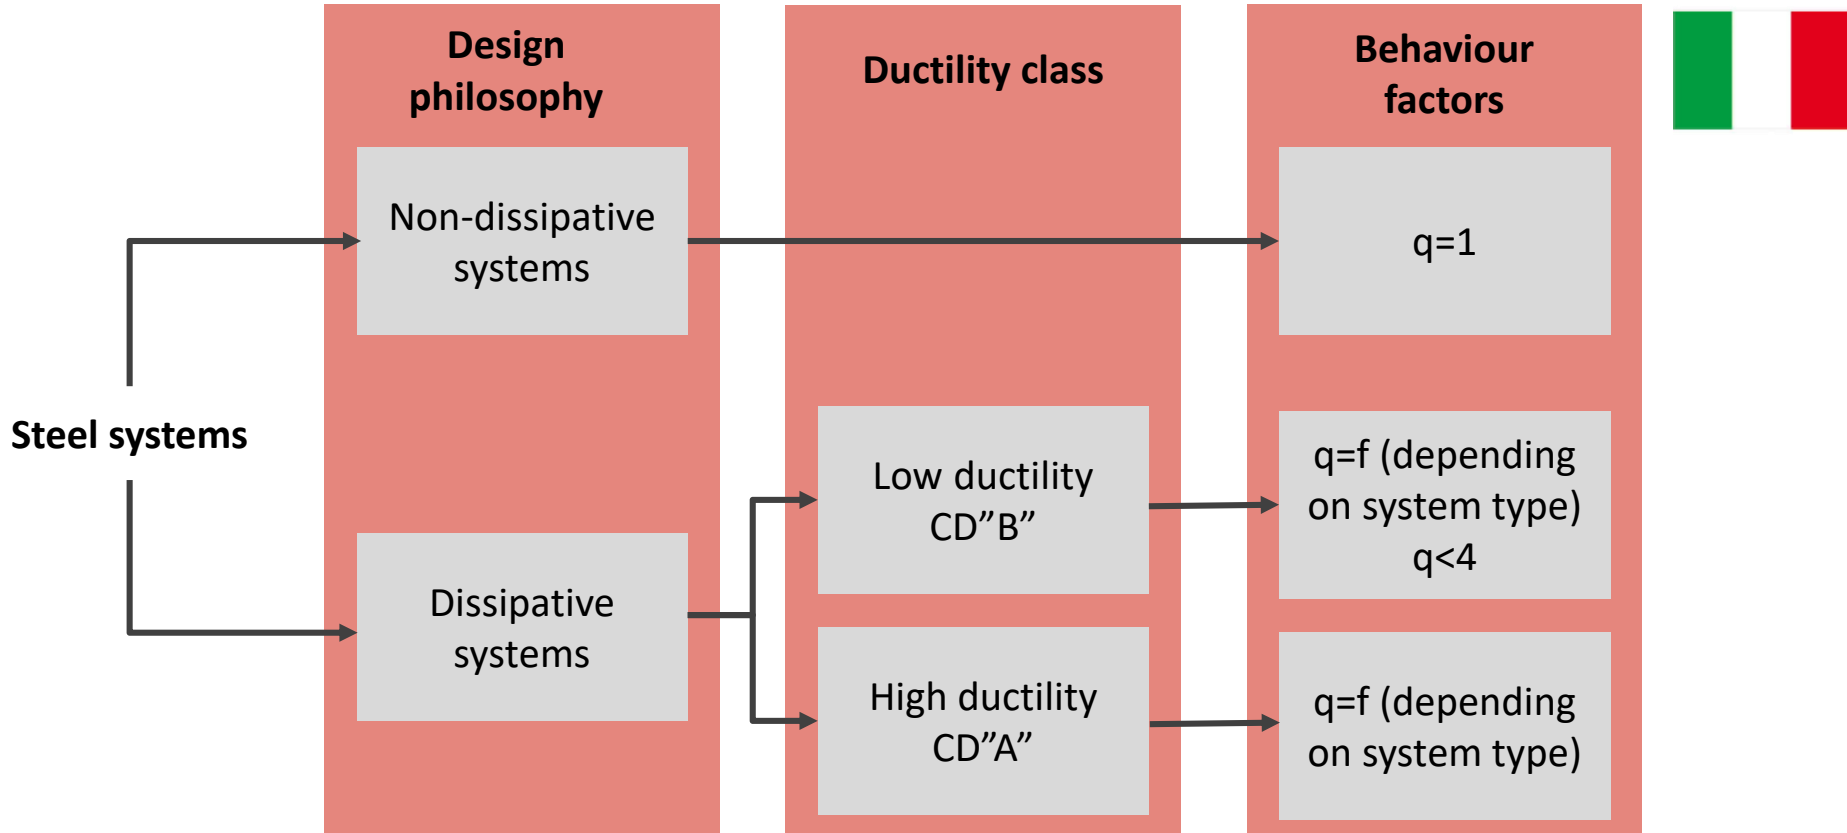 Design
philosophy
Ductility class
Behaviour
factors
Non-dissipative
systems
q=1
Steel systems
Low ductility
CD”B”
q=f (depending
on system type)
q<4
Dissipative
systems
High ductility
CD”A”
q=f (depending
on system type)